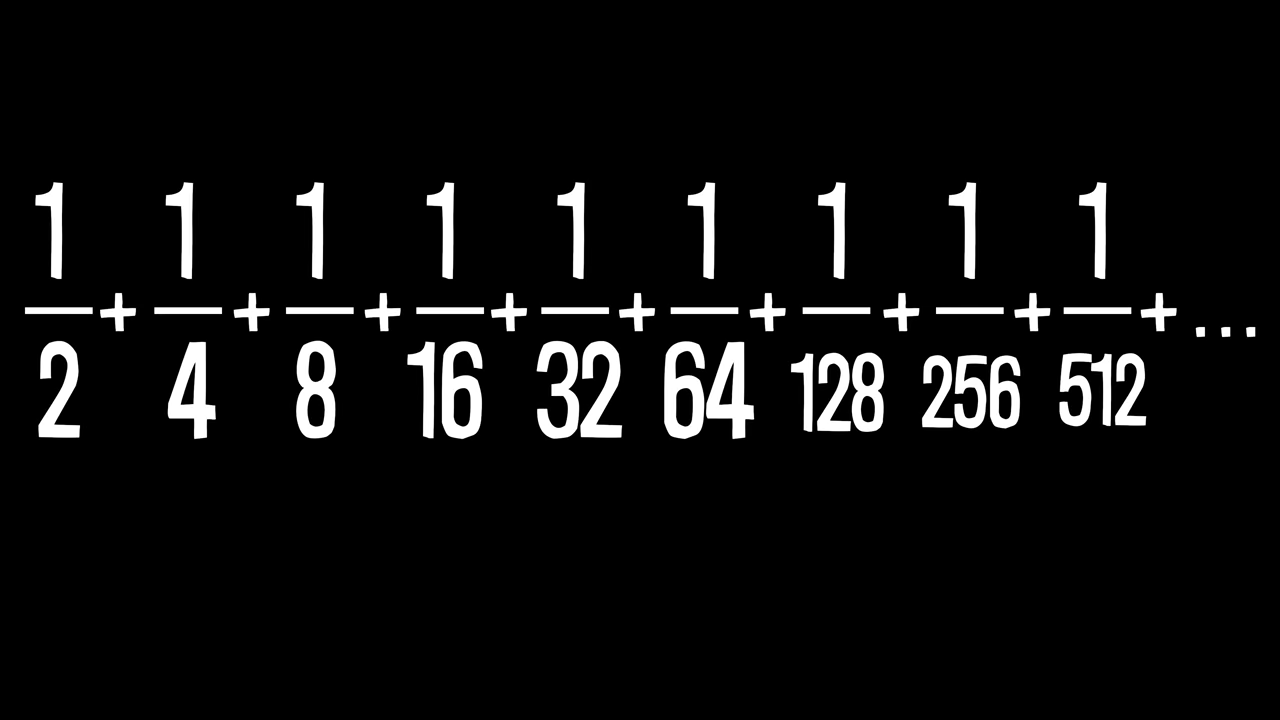 1/2 + 1/4 + 1/8 + 1/16 + 1/32 + 1/64 + 1/128 + 1/256 + 1/512 + ...